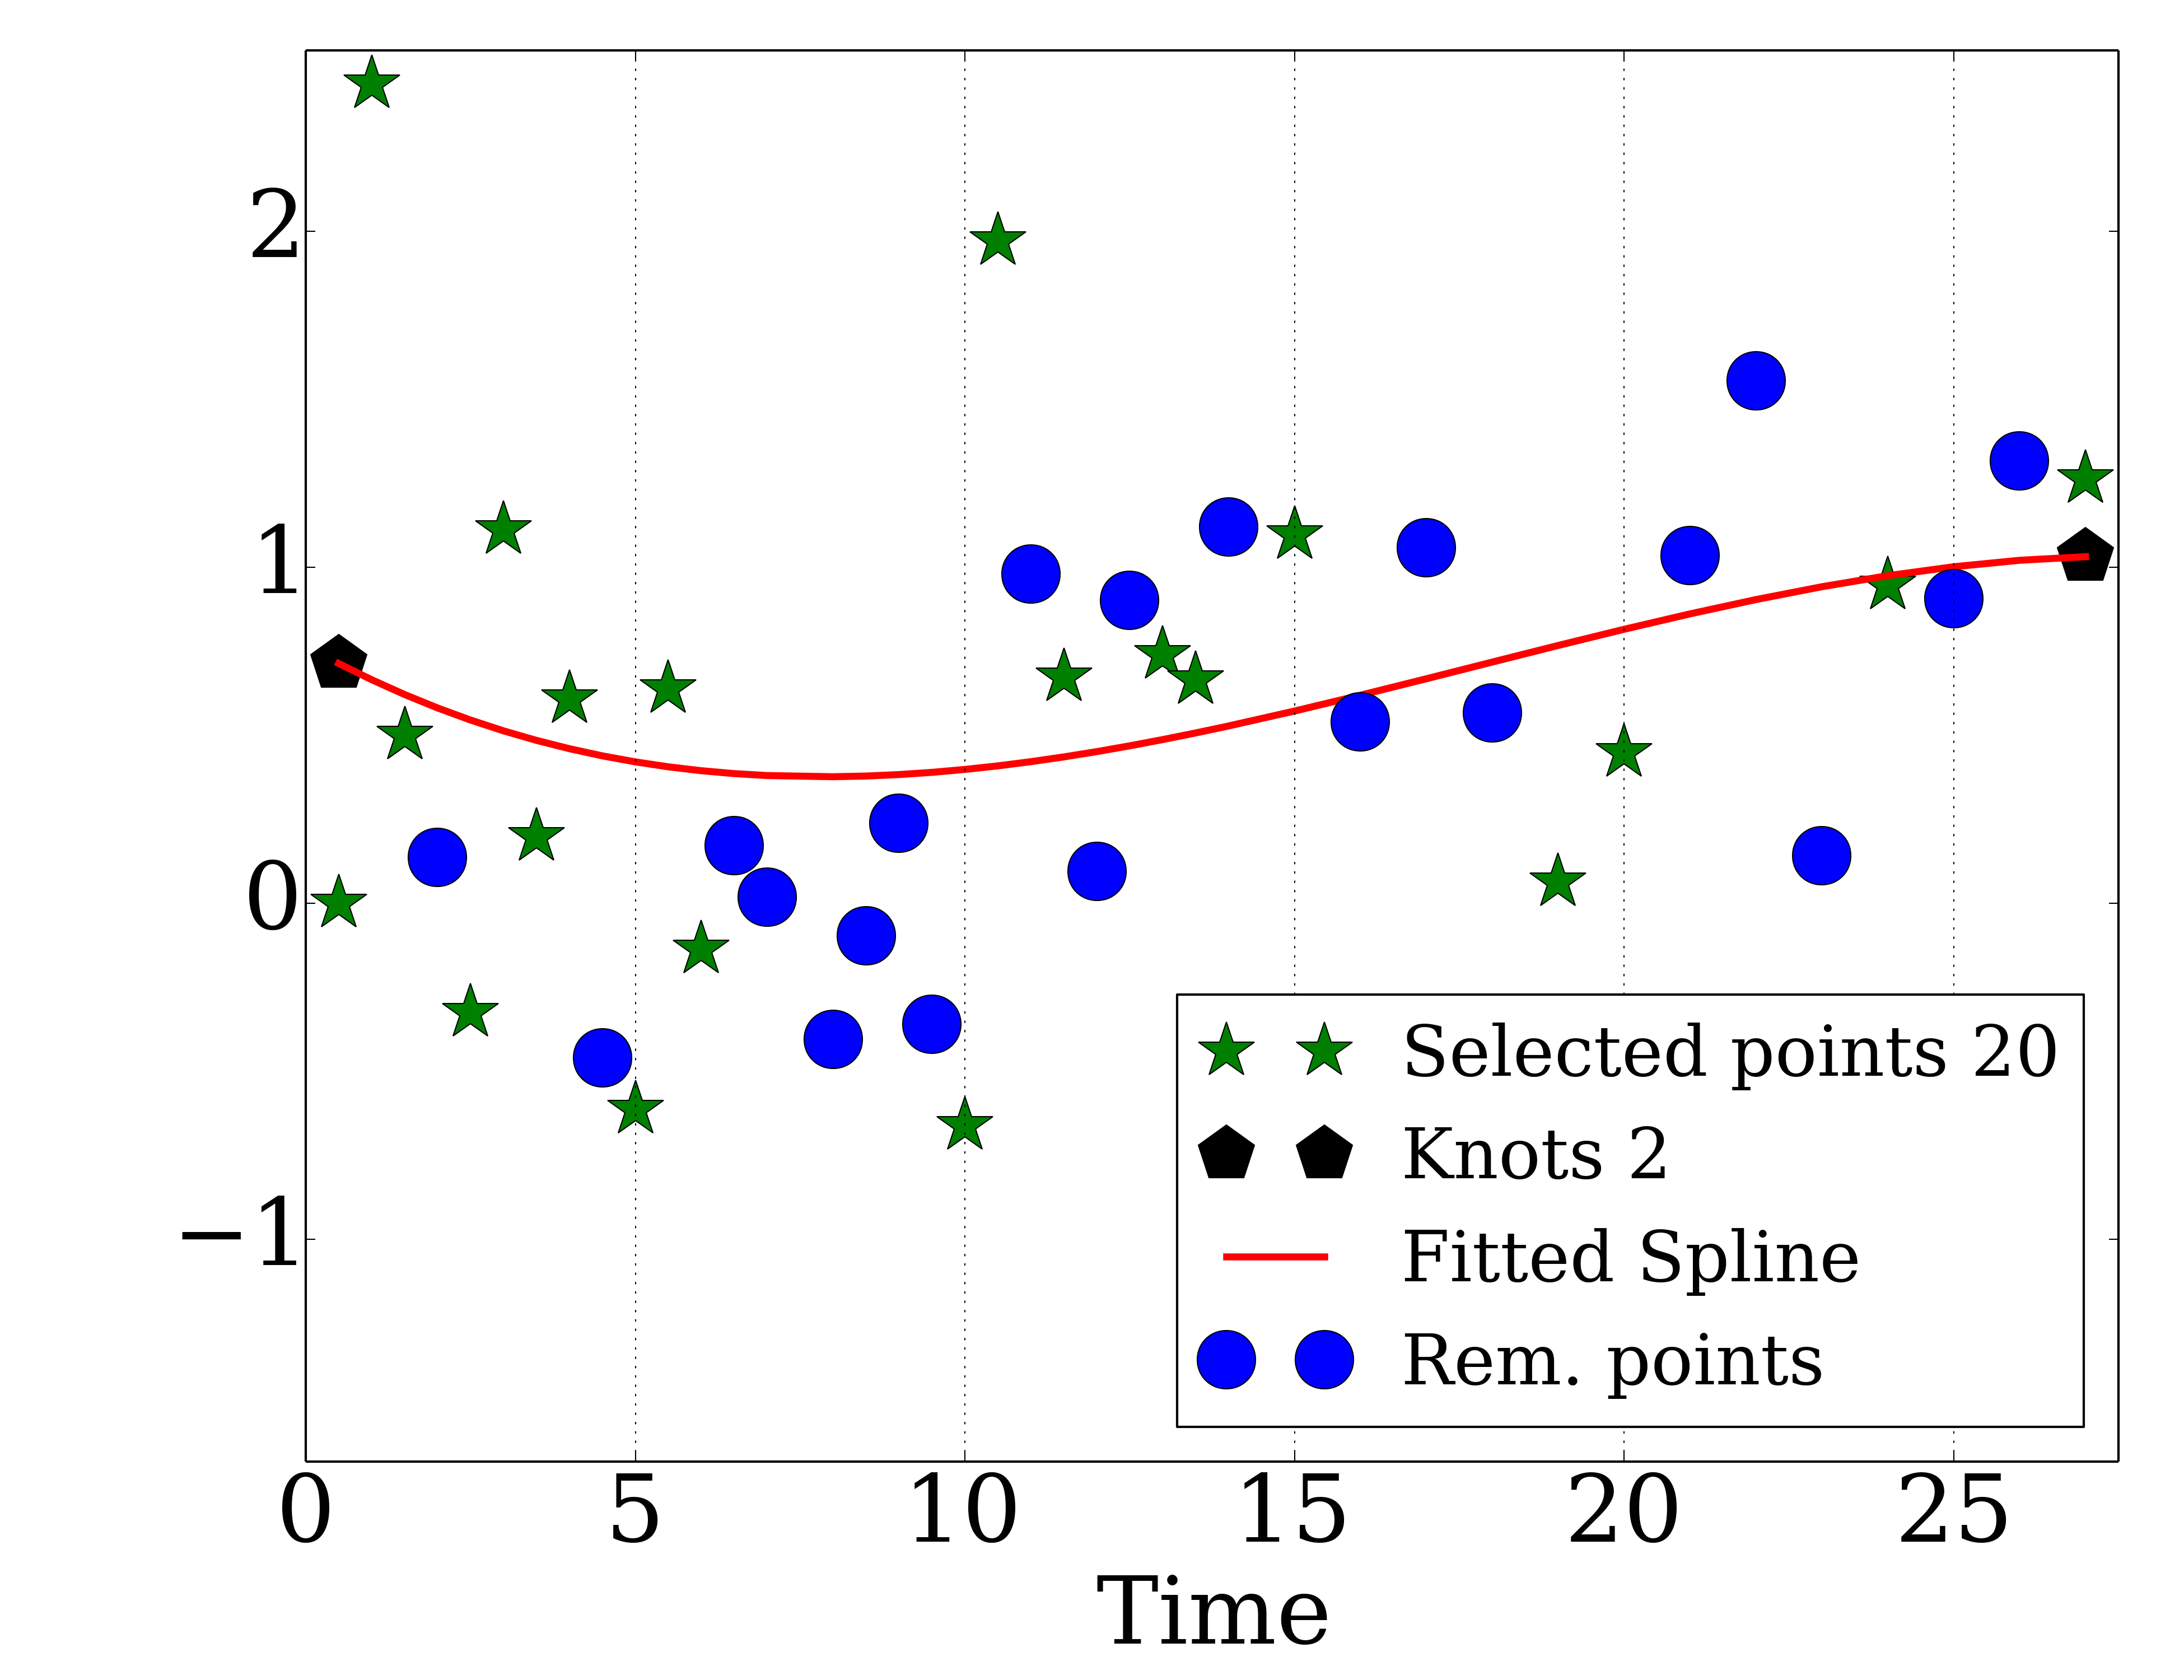 2
1
0
−1
0 5 10 15 20 25
Time
Selected points 20
Knots 2
Fitted Spline
Rem. points